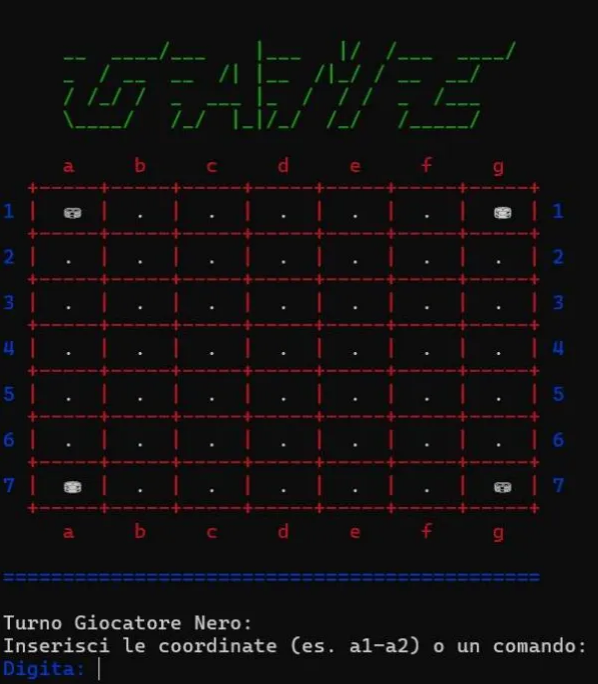 GAME
a b c d e f g
1 ⛂ . . . . . ⛁ 1
2 . . . . . . . 2
3 . . . . . . . 3
4 . . . . . . . 4
5 . . . . . . . 5
6 . . . . . . . 6
7 ⛁ . . . . . ⛂ 7
a b c d e f g
Turno Giocatore Nero:
Inserisci le coordinate (es. a1-a2) o un comando:
Digita: